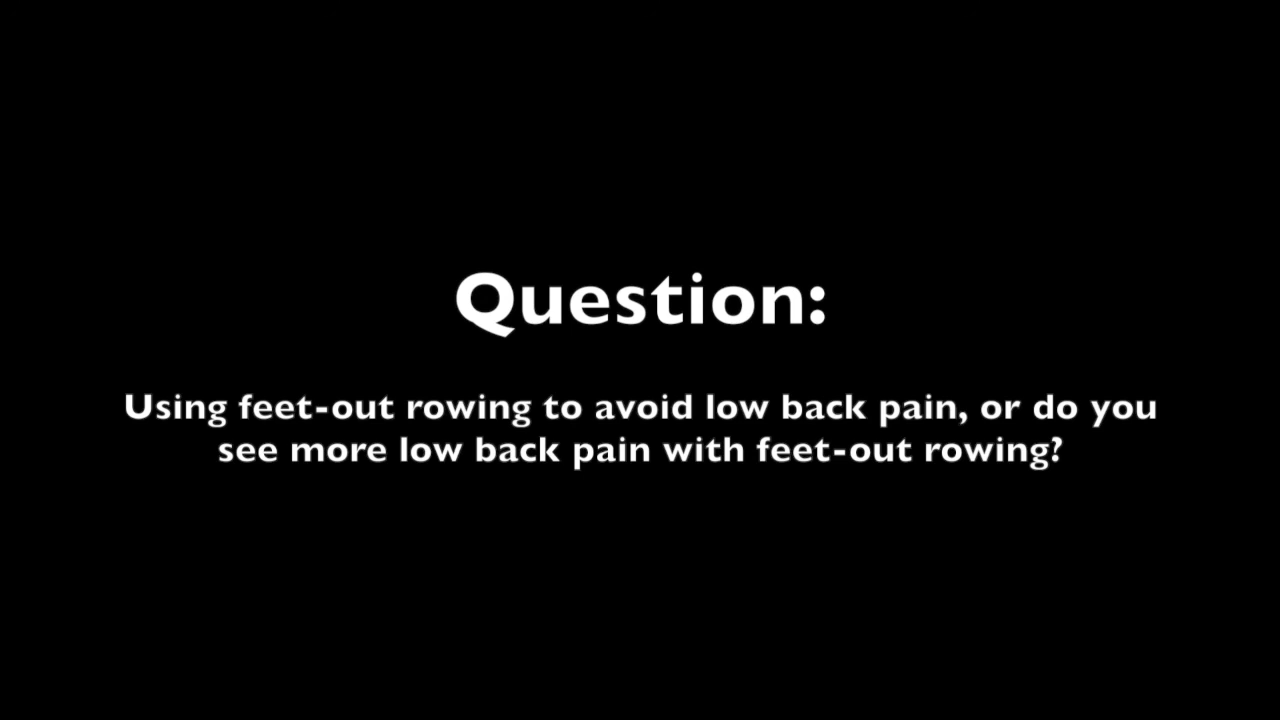 Question:
Using feet-out rowing to avoid low back pain, or do you
see more low back pain with feet-out rowing?